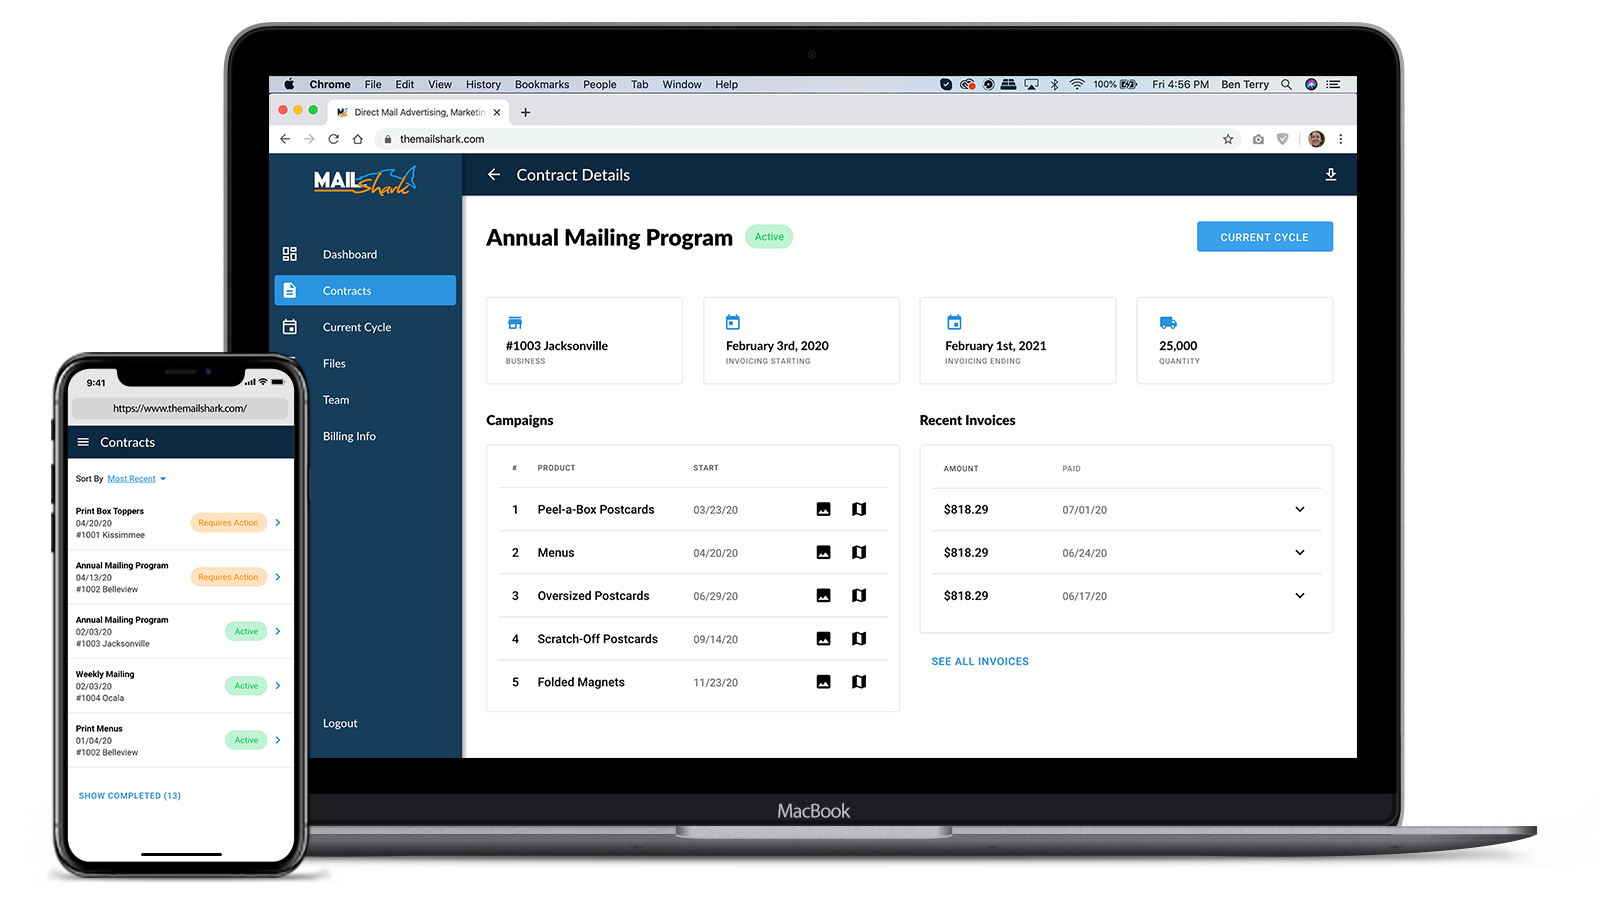 Chrome File Edit View History Bookmarks People Tab Window Help
100% Fri 4:56 PM Ben Terry
Direct Mail Advertising, Marketin
themailshark.com
MAIL Shark
Contract Details
Dashboard
Contracts
Current Cycle
Files
Team
Billing Info
Logout
Annual Mailing Program
Active
CURRENT CYCLE
#1003 Jacksonville
BUSINESS
February 3rd, 2020
INVOICING STARTING
February 1st, 2021
INVOICING ENDING
25,000
QUANTITY
Campaigns
# PRODUCT START
1 Peel-a-Box Postcards 03/23/20
2 Menus 04/20/20
3 Oversized Postcards 06/29/20
4 Scratch-Off Postcards 09/14/20
5 Folded Magnets 11/23/20
Recent Invoices
AMOUNT PAID
$818.29 07/01/20
$818.29 06/24/20
$818.29 06/17/20
SEE ALL INVOICES
MacBook
9:41
https://www.themailshark.com/
Contracts
Sort By Most Recent
Print Box Toppers
04/20/20
#1001 Kissimmee
Requires Action
Annual Mailing Program
04/13/20
#1002 Belleview
Requires Action
Annual Mailing Program
02/03/20
#1003 Jacksonville
Active
Weekly Mailing
02/03/20
#1004 Ocala
Active
Print Menus
01/04/20
#1002 Belleview
Active
SHOW COMPLETED (13)